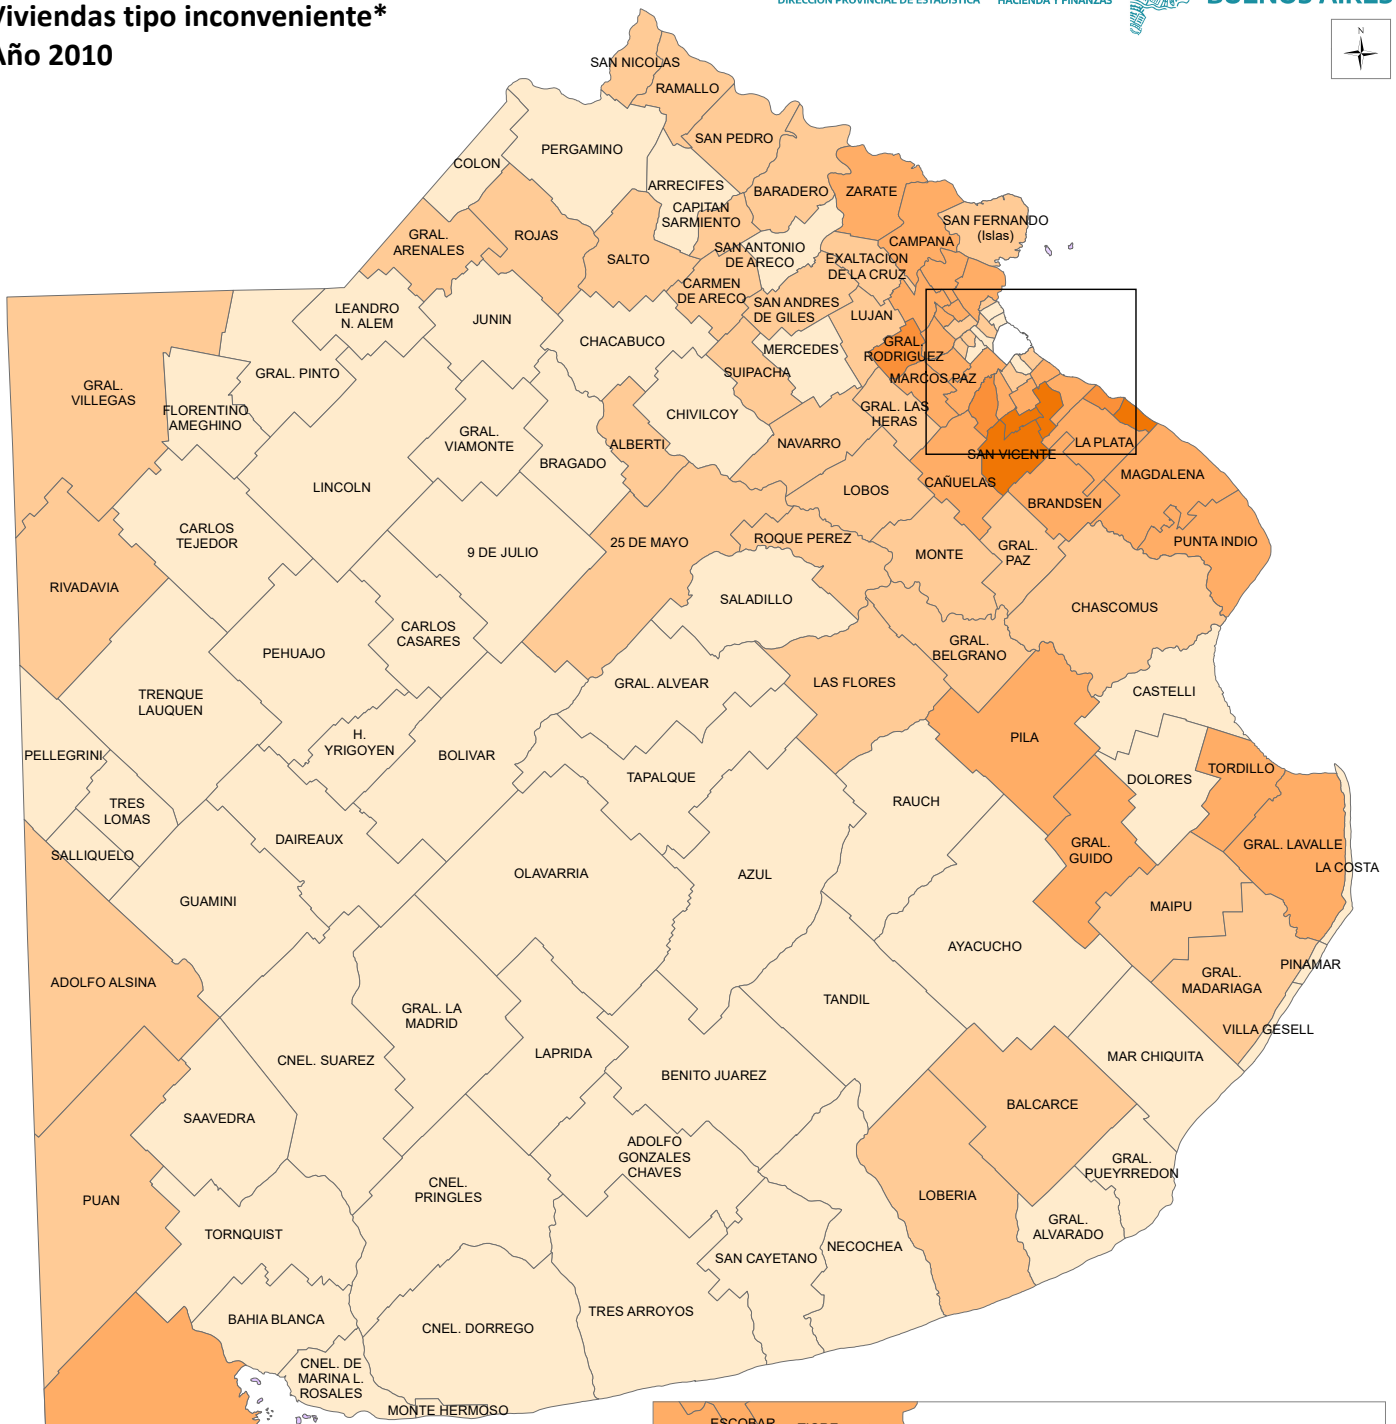 Viviendas tipo inconveniente*
Año 2010
DIRECCIÓN PROVINCIAL DE ESTADÍSTICA
HACIENDA Y FINANZAS
BUENOS AIRES
N
SAN NICOLAS
RAMALLO
SAN PEDRO
PERGAMINO
COLON
ARRECIFES
BARADERO
ZARATE
CAPITAN
SARMIENTO
SAN FERNANDO
(Islas)
GRAL.
ARENALES
ROJAS
CAMPANA
SALTO
SAN ANTONIO
DE ARECO
EXALTACION
DE LA CRUZ
CARMEN
DE ARECO
LEANDRO
N. ALEM
JUNIN
SAN ANDRES
DE GILES
LUJAN
CHACABUCO
MERCEDES
GRAL.
RODRIGUEZ
GRAL. PINTO
SUIPACHA
MARCOS PAZ
GRAL.
VILLEGAS
FLORENTINO
AMEGHINO
CHIVILCOY
GRAL. LAS
HERAS
GRAL.
VIAMONTE
ALBERTI
NAVARRO
LA PLATA
SAN VICENTE
BRAGADO
LINCOLN
LOBOS
CAÑUELAS
MAGDALENA
BRANDSEN
CARLOS
TEJEDOR
9 DE JULIO
25 DE MAYO
ROQUE PEREZ
MONTE
GRAL.
PAZ
PUNTA INDIO
RIVADAVIA
SALADILLO
CHASCOMUS
CARLOS
CASARES
PEHUAJO
GRAL.
BELGRANO
GRAL. ALVEAR
LAS FLORES
CASTELLI
TRENQUE
LAUQUEN
PELLEGRINI
H.
YRIGOYEN
BOLIVAR
PILA
TAPALQUE
DOLORES
TORDILLO
TRES
LOMAS
RAUCH
SALLIQUELO
DAIREAUX
GRAL.
GUIDO
GRAL. LAVALLE
LA COSTA
OLAVARRIA
AZUL
GUAMINI
MAIPU
AYACUCHO
ADOLFO ALSINA
PINAMAR
GRAL.
MADARIAGA
TANDIL
GRAL. LA
MADRID
VILLA GESELL
CNEL. SUAREZ
LAPRIDA
MAR CHIQUITA
BENITO JUAREZ
BALCARCE
SAAVEDRA
ADOLFO
GONZALES
CHAVES
GRAL.
PUEYRREDON
PUAN
CNEL.
PRINGLES
LOBERIA
GRAL.
ALVARADO
TORNQUIST
NECOCHEA
SAN CAYETANO
TRES ARROYOS
BAHIA BLANCA
CNEL. DORREGO
CNEL. DE
MARINA L.
ROSALES
MONTE HERMOSO
ESCOBAR